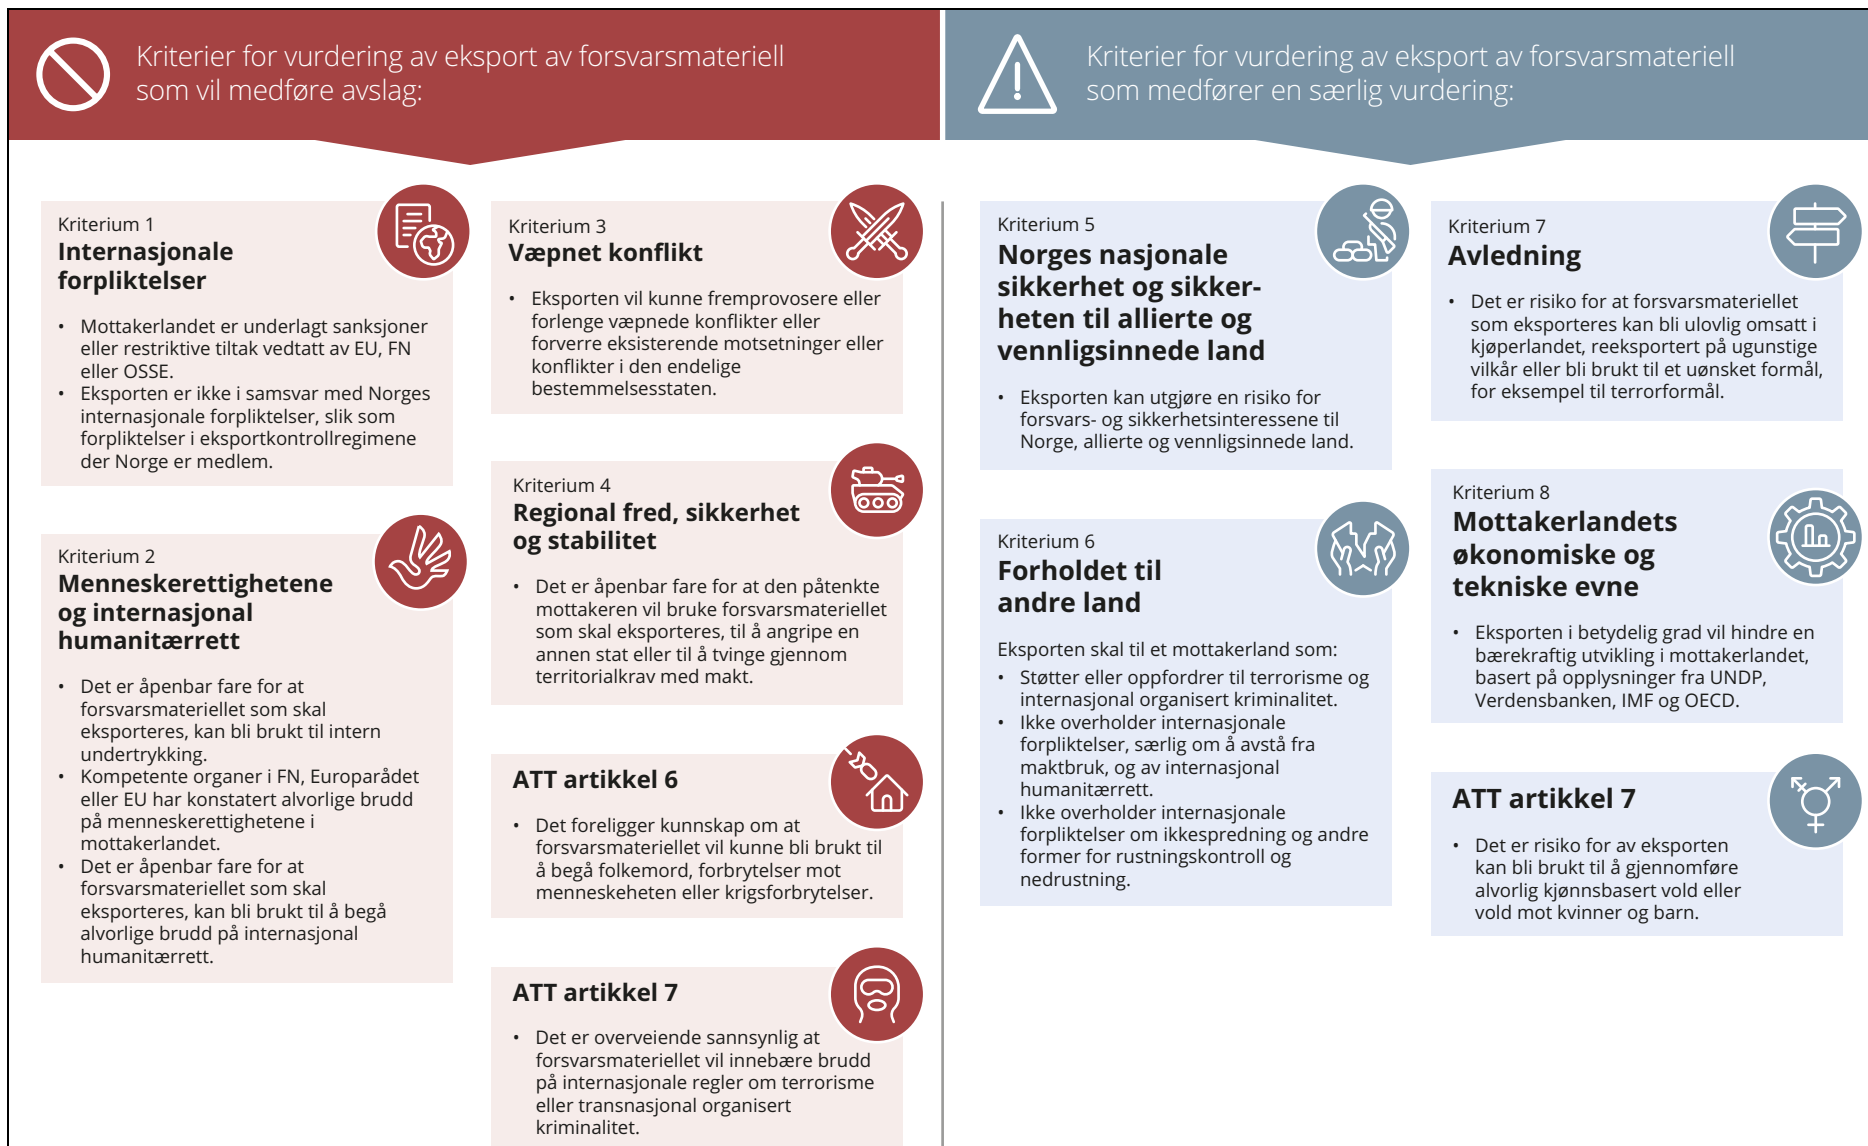 Kriterier for vurdering av eksport av forsvarsmateriell
som vil medføre avslag:
Kriterium 1
Internasjonale
forpliktelser
• Mottakerlandet er underlagt sanksjoner
eller restriktive tiltak vedtatt av EU, FN
eller OSSE.
• Eksporten er ikke i samsvar med Norges
internasjonale forpliktelser, slik som
forpliktelser i eksportkontrollregimene
der Norge er medlem.
Kriterium 2
Menneskerettighetene
og internasjonal
humanitærrett
• Det er åpenbar fare for at
forsvarsmateriellet som skal
eksporteres, kan bli brukt til intern
undertrykking.
• Kompetente organer i FN, Europarådet
eller EU har konstatert alvorlige brudd
på menneskerettighetene i
mottakerlandet.
• Det er åpenbar fare for at
forsvarsmateriellet som skal
eksporteres, kan bli brukt til å begå
alvorlige brudd på internasjonal
humanitærrett.
Kriterium 3
Væpnet konflikt
• Eksporten vil kunne fremprovosere eller
forlenge væpnede konflikter eller
forverre eksisterende motsetninger eller
konflikter i den endelige
bestemmelsesstaten.
Kriterium 4
Regional fred, sikkerhet
og stabilitet
• Det er åpenbar fare for at den påtenkte
mottakeren vil bruke forsvarsmateriellet
som skal eksporteres, til å angripe en
annen stat eller til å tvinge gjennom
territorialkrav med makt.
ATT artikkel 6
• Det foreligger kunnskap om at
forsvarsmateriellet vil kunne bli brukt til
å begå folkemord, forbrytelser mot
menneskeheten eller krigsforbrytelser.
ATT artikkel 7
• Det er overveiende sannsynlig at
forsvarsmateriellet vil innebære brudd
på internasjonale regler om terrorisme
eller transnasjonal organisert
kriminalitet.
Kriterier for vurdering av eksport av forsvarsmateriell
som medfører en særlig vurdering:
Kriterium 5
Norges nasjonale
sikkerhet og sikker-
heten til allierte og
vennligsinnede land
• Eksporten kan utgjøre en risiko for
forsvars- og sikkerhetsinteressene til
Norge, allierte og vennligsinnede land.
Kriterium 6
Forholdet til
andre land
Eksporten skal til et mottakerland som:
• Støtter eller oppfordrer til terrorisme og
internasjonal organisert kriminalitet.
• Ikke overholder internasjonale
forpliktelser, særlig om å avstå fra
maktbruk, og av internasjonal
humanitærrett.
• Ikke overholder internasjonale
forpliktelser om ikkespredning og andre
former for rustningskontroll og
nedrustning.
Kriterium 7
Avledning
• Det er risiko for at forsvarsmateriellet
som eksporteres kan bli ulovlig omsatt i
kjøperlandet, reeksportert på ugunstige
vilkår eller bli brukt til et uønsket formål,
for eksempel til terrorformål.
Kriterium 8
Mottakerlandets
økonomiske og
tekniske evne
• Eksporten i betydelig grad vil hindre en
bærekraftig utvikling i mottakerlandet,
basert på opplysninger fra UNDP,
Verdensbanken, IMF og OECD.
ATT artikkel 7
• Det er risiko for av eksporten
kan bli brukt til å gjennomføre
alvorlig kjønnsbasert vold eller
vold mot kvinner og barn.